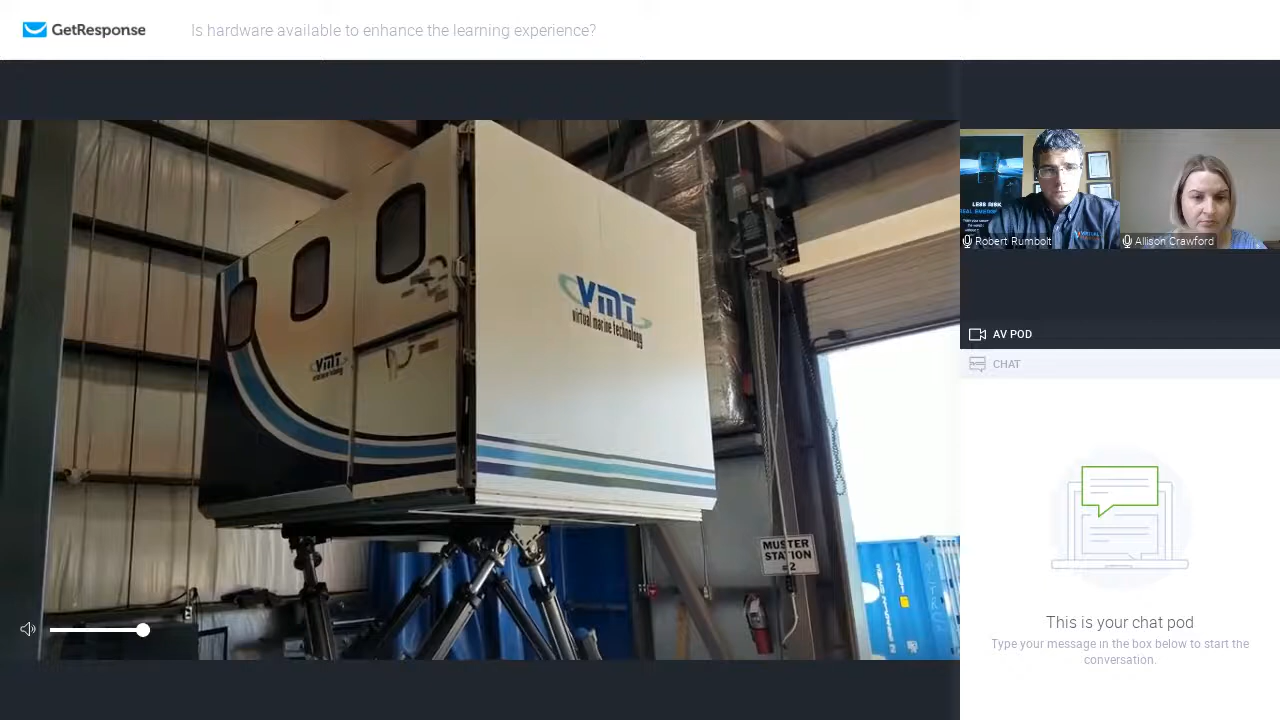 GetResponse
Is hardware available to enhance the learning experience?
VMT
virtual marine technology
VMT
MUSTER
STATION
#2
LESS RISK
Robert Rumbolt
Allison Crawford
AV POD
CHAT
This is your chat pod
Type your message in the box below to start the
conversation.